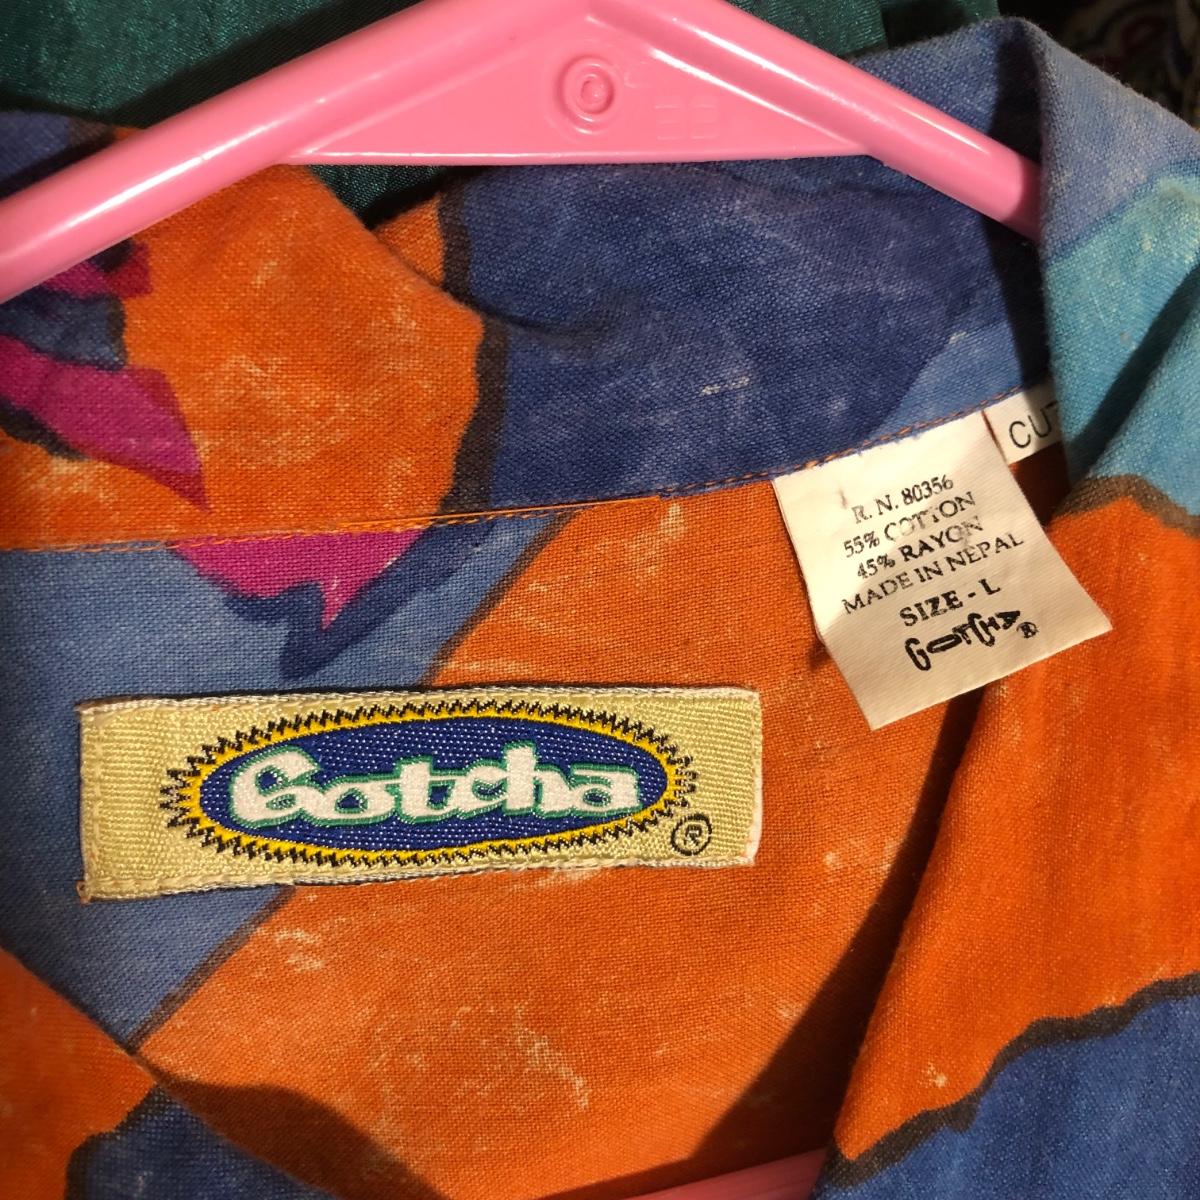 CUT
R. N. 80356
55% COTTON
45% RAYON
MADE IN NEPAL
SIZE - L
GOTCHA®
Gotcha
®